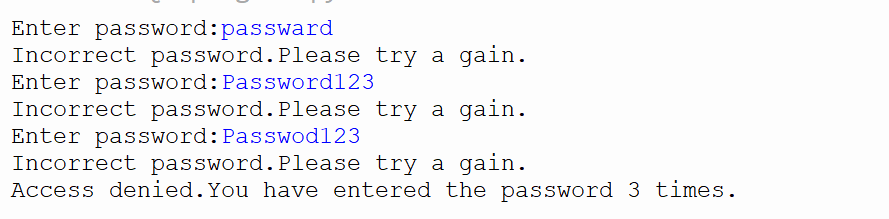 Enter password:passward
Incorrect password.Please try a gain.
Enter password:Password123
Incorrect password.Please try a gain.
Enter password:Passwod123
Incorrect password.Please try a gain.
Access denied.You have entered the password 3 times.